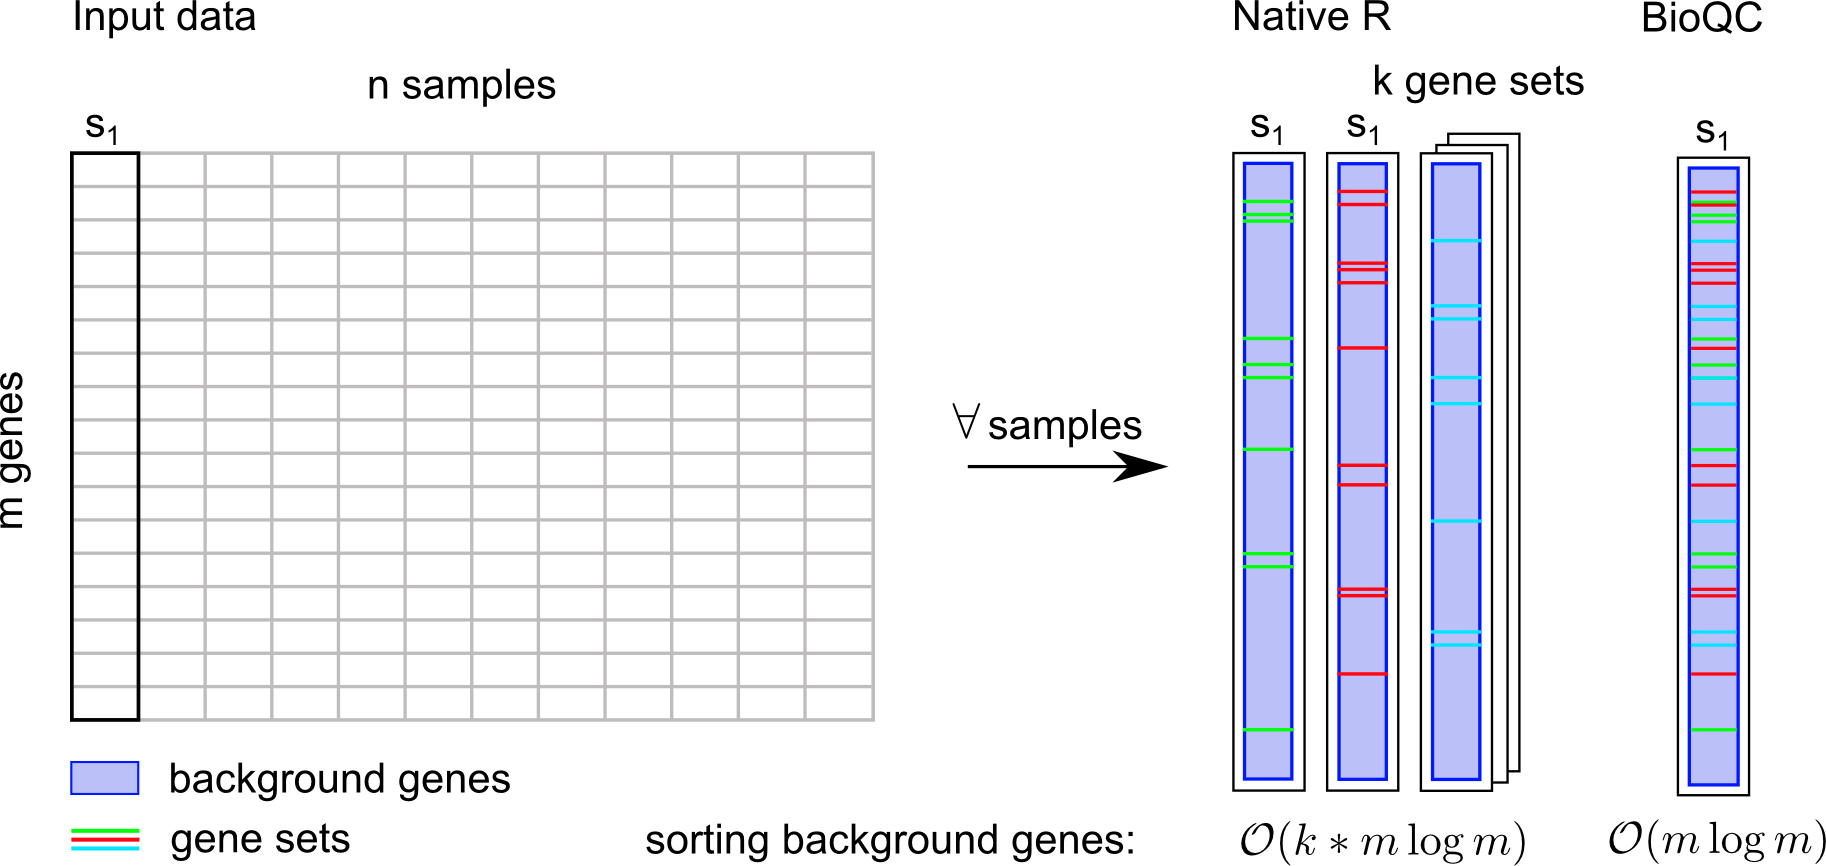 Input data
Native R
BioQC
n samples
k gene sets
s1
s1
s1
s1
m genes
∀ samples
background genes
gene sets
sorting background genes:
𝒪(k ∗ m log m)
𝒪(m log m)